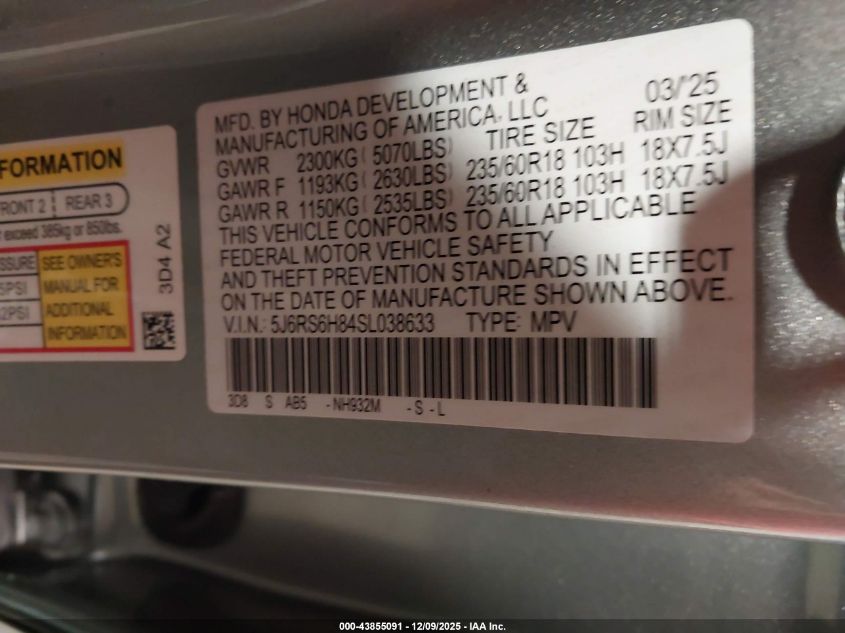 FORMATION
FRONT 2 REAR 3
exceed 385kg or 850lbs.
SSURE SEE OWNER'S
PSI MANUAL FOR
2PSI ADDITIONAL
INFORMATION
3D4 A2
MFD. BY HONDA DEVELOPMENT & 03/'25
MANUFACTURING OF AMERICA, LLC TIRE SIZE RIM SIZE
GVWR 2300KG( 5070LBS)
GAWR F 1193KG( 2630LBS) 235/60R18 103H 18X7.5J
GAWR R 1150KG( 2535LBS) 235/60R18 103H 18X7.5J
THIS VEHICLE CONFORMS TO ALL APPLICABLE
FEDERAL MOTOR VEHICLE SAFETY
AND THEFT PREVENTION STANDARDS IN EFFECT
ON THE DATE OF MANUFACTURE SHOWN ABOVE.
V.I.N.: 5J6RS6H84SL038633 TYPE: MPV
3D8 S AB5 -NH932M -S-L
000-43855091 - 12/09/2025 - IAA Inc.